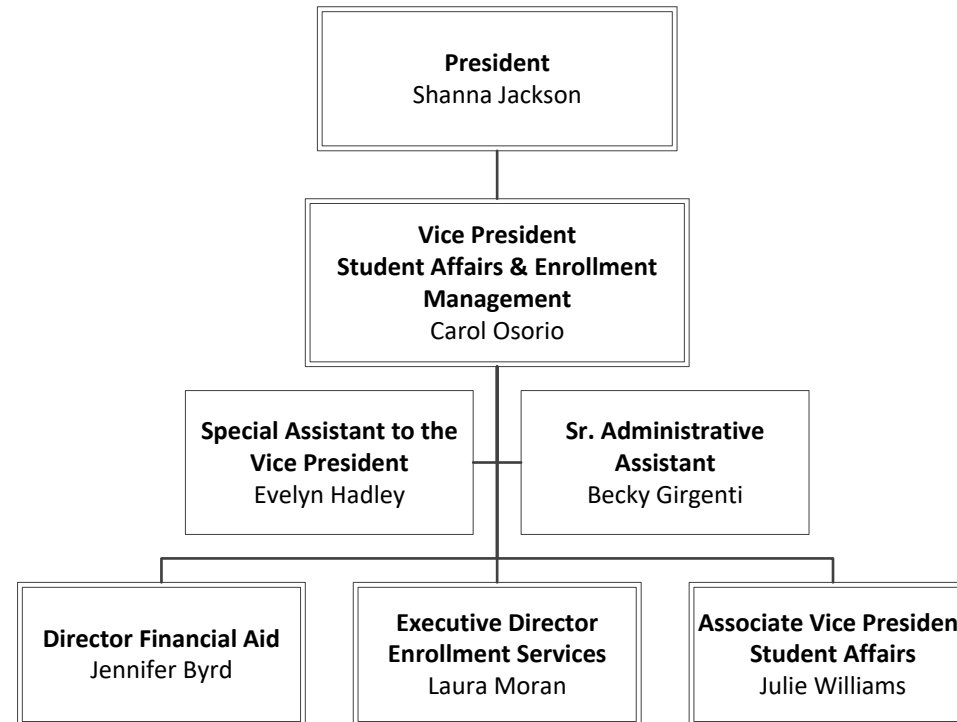 President
Shanna Jackson
Vice President
Student Affairs & Enrollment
Management
Carol Osorio
Special Assistant to the
Vice President
Evelyn Hadley
Sr. Administrative
Assistant
Becky Girgenti
Director Financial Aid
Jennifer Byrd
Executive Director
Enrollment Services
Laura Moran
Associate Vice Presiden
Student Affairs
Julie Williams